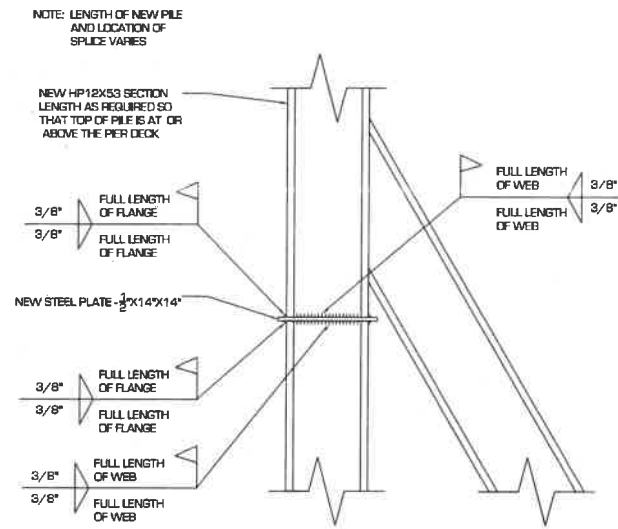 NOTE: LENGTH OF NEW PILE
AND LOCATION OF
SPLICE VARIES
NEW HP12X53 SECTION
LENGTH AS REQUIRED SO
THAT TOP OF PILE IS AT OR
ABOVE THE PIER DECK
FULL LENGTH
OF FLANGE
3/8"
3/8"
FULL LENGTH
OF FLANGE
FULL LENGTH
OF WEB
3/8"
3/8"
FULL LENGTH
OF WEB
NEW STEEL PLATE - 1/2"X14"X14"
FULL LENGTH
OF FLANGE
3/8"
3/8"
FULL LENGTH
OF FLANGE
FULL LENGTH
OF WEB
3/8"
3/8"
FULL LENGTH
OF WEB